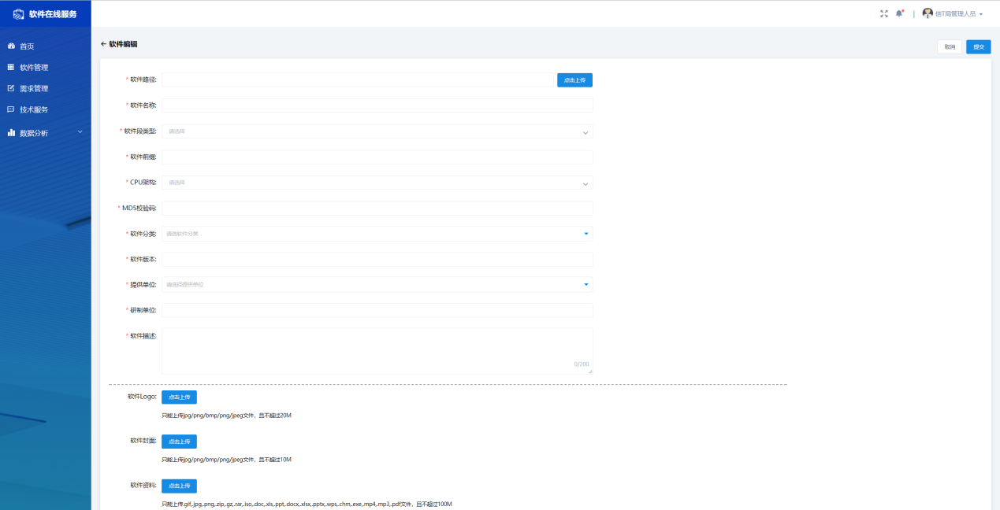 软件在线服务
信IT局管理人员
首页
软件管理
需求管理
技术服务
数据分析
软件编辑
取消
提交
* 软件路径:
点击上传
* 软件名称:
* 软件段类型:
请选择
* 软件前缀:
* CPU架构:
请选择
* MD5校验码:
* 软件分类:
请选软件分类
* 软件版本:
* 提供单位:
请选择提供单位
* 研制单位:
* 软件描述:
0/200
软件Logo:
点击上传
只能上传jpg/png/bmp/png/jpeg文件，且不超过20M
软件封面:
点击上传
只能上传jpg/png/bmp/png/jpeg文件，且不超过10M
软件资料:
点击上传
只能上传.gif,.jpg,.png,.zip,.gz,.rar,.iso,.doc,.xls,.ppt,.docx,.xlsx,.pptx,.wps,.chm,.exe,.mp4,.mp3,.pdf文件，且不超过100M